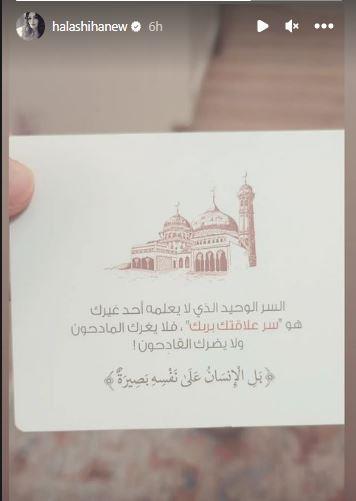 halashihanew 6h
السر الوحيد الذي لا يعلمه أحد غيرك
هو "سر علاقتك بربك" ، فلا يغرك المادحون
ولا يضرك القادحون !
﴿ بَلِ الْإِنسَانُ عَلَىٰ نَفْسِهِ بَصِيرَةٌ ﴾